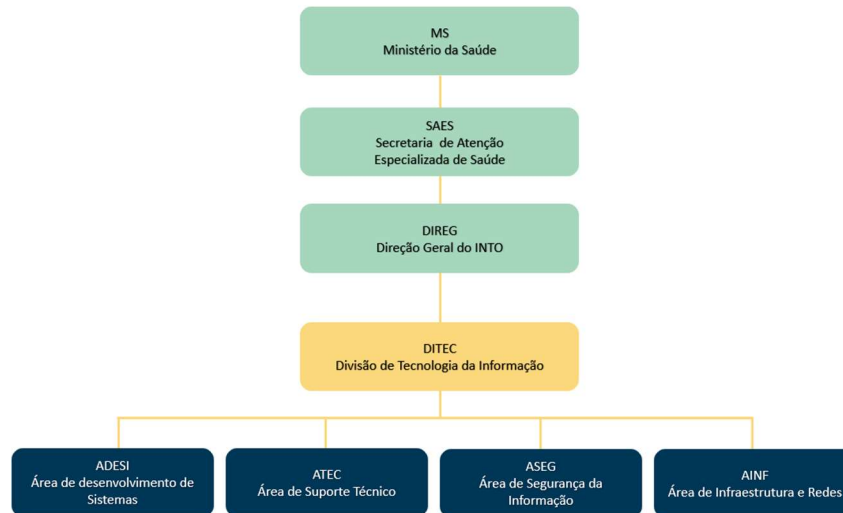 MS
Ministério da Saúde
SAES
Secretaria de Atenção
Especializada de Saúde
DIREG
Direção Geral do INTO
DITEC
Divisão de Tecnologia da Informação
ADESI
Área de desenvolvimento de
Sistemas
ATEC
Área de Suporte Técnico
ASEG
Área de Segurança da
Informação
AINF
Área de Infraestrutura e Redes